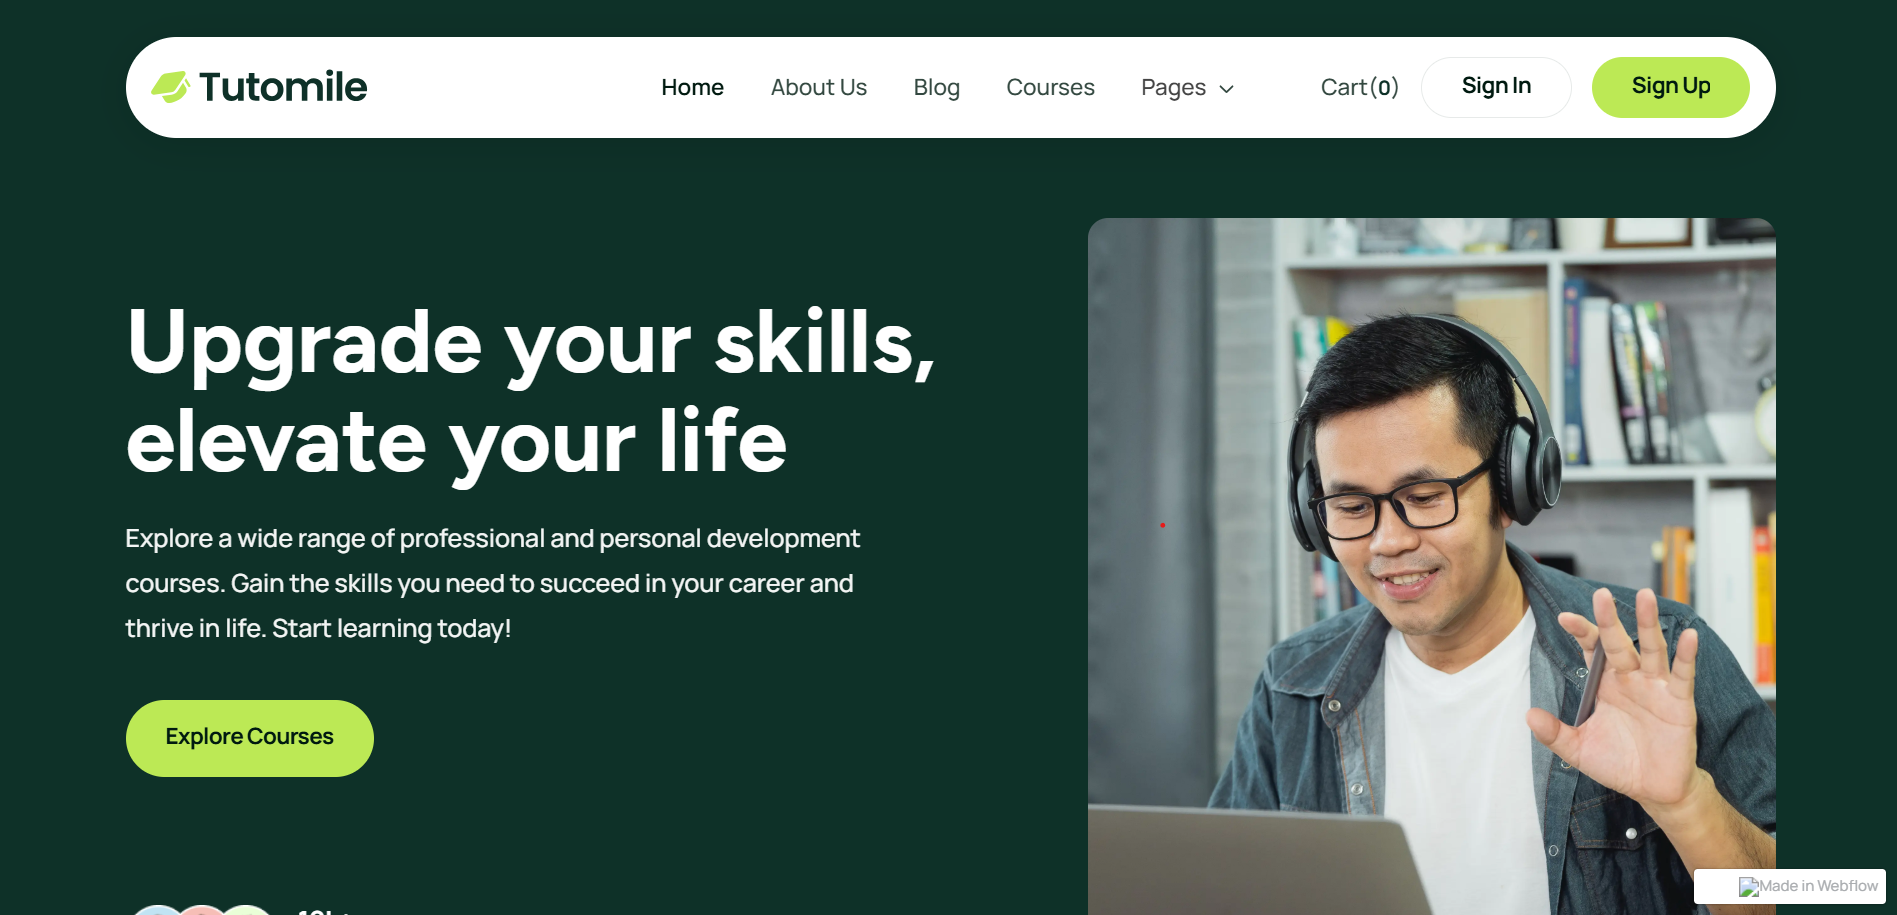 Tutomile
Home
About Us
Blog
Courses
Pages
Cart(0)
Sign In
Sign Up
Upgrade your skills,
elevate your life
Explore a wide range of professional and personal development
courses. Gain the skills you need to succeed in your career and
thrive in life. Start learning today!
Explore Courses
Made in Webflow